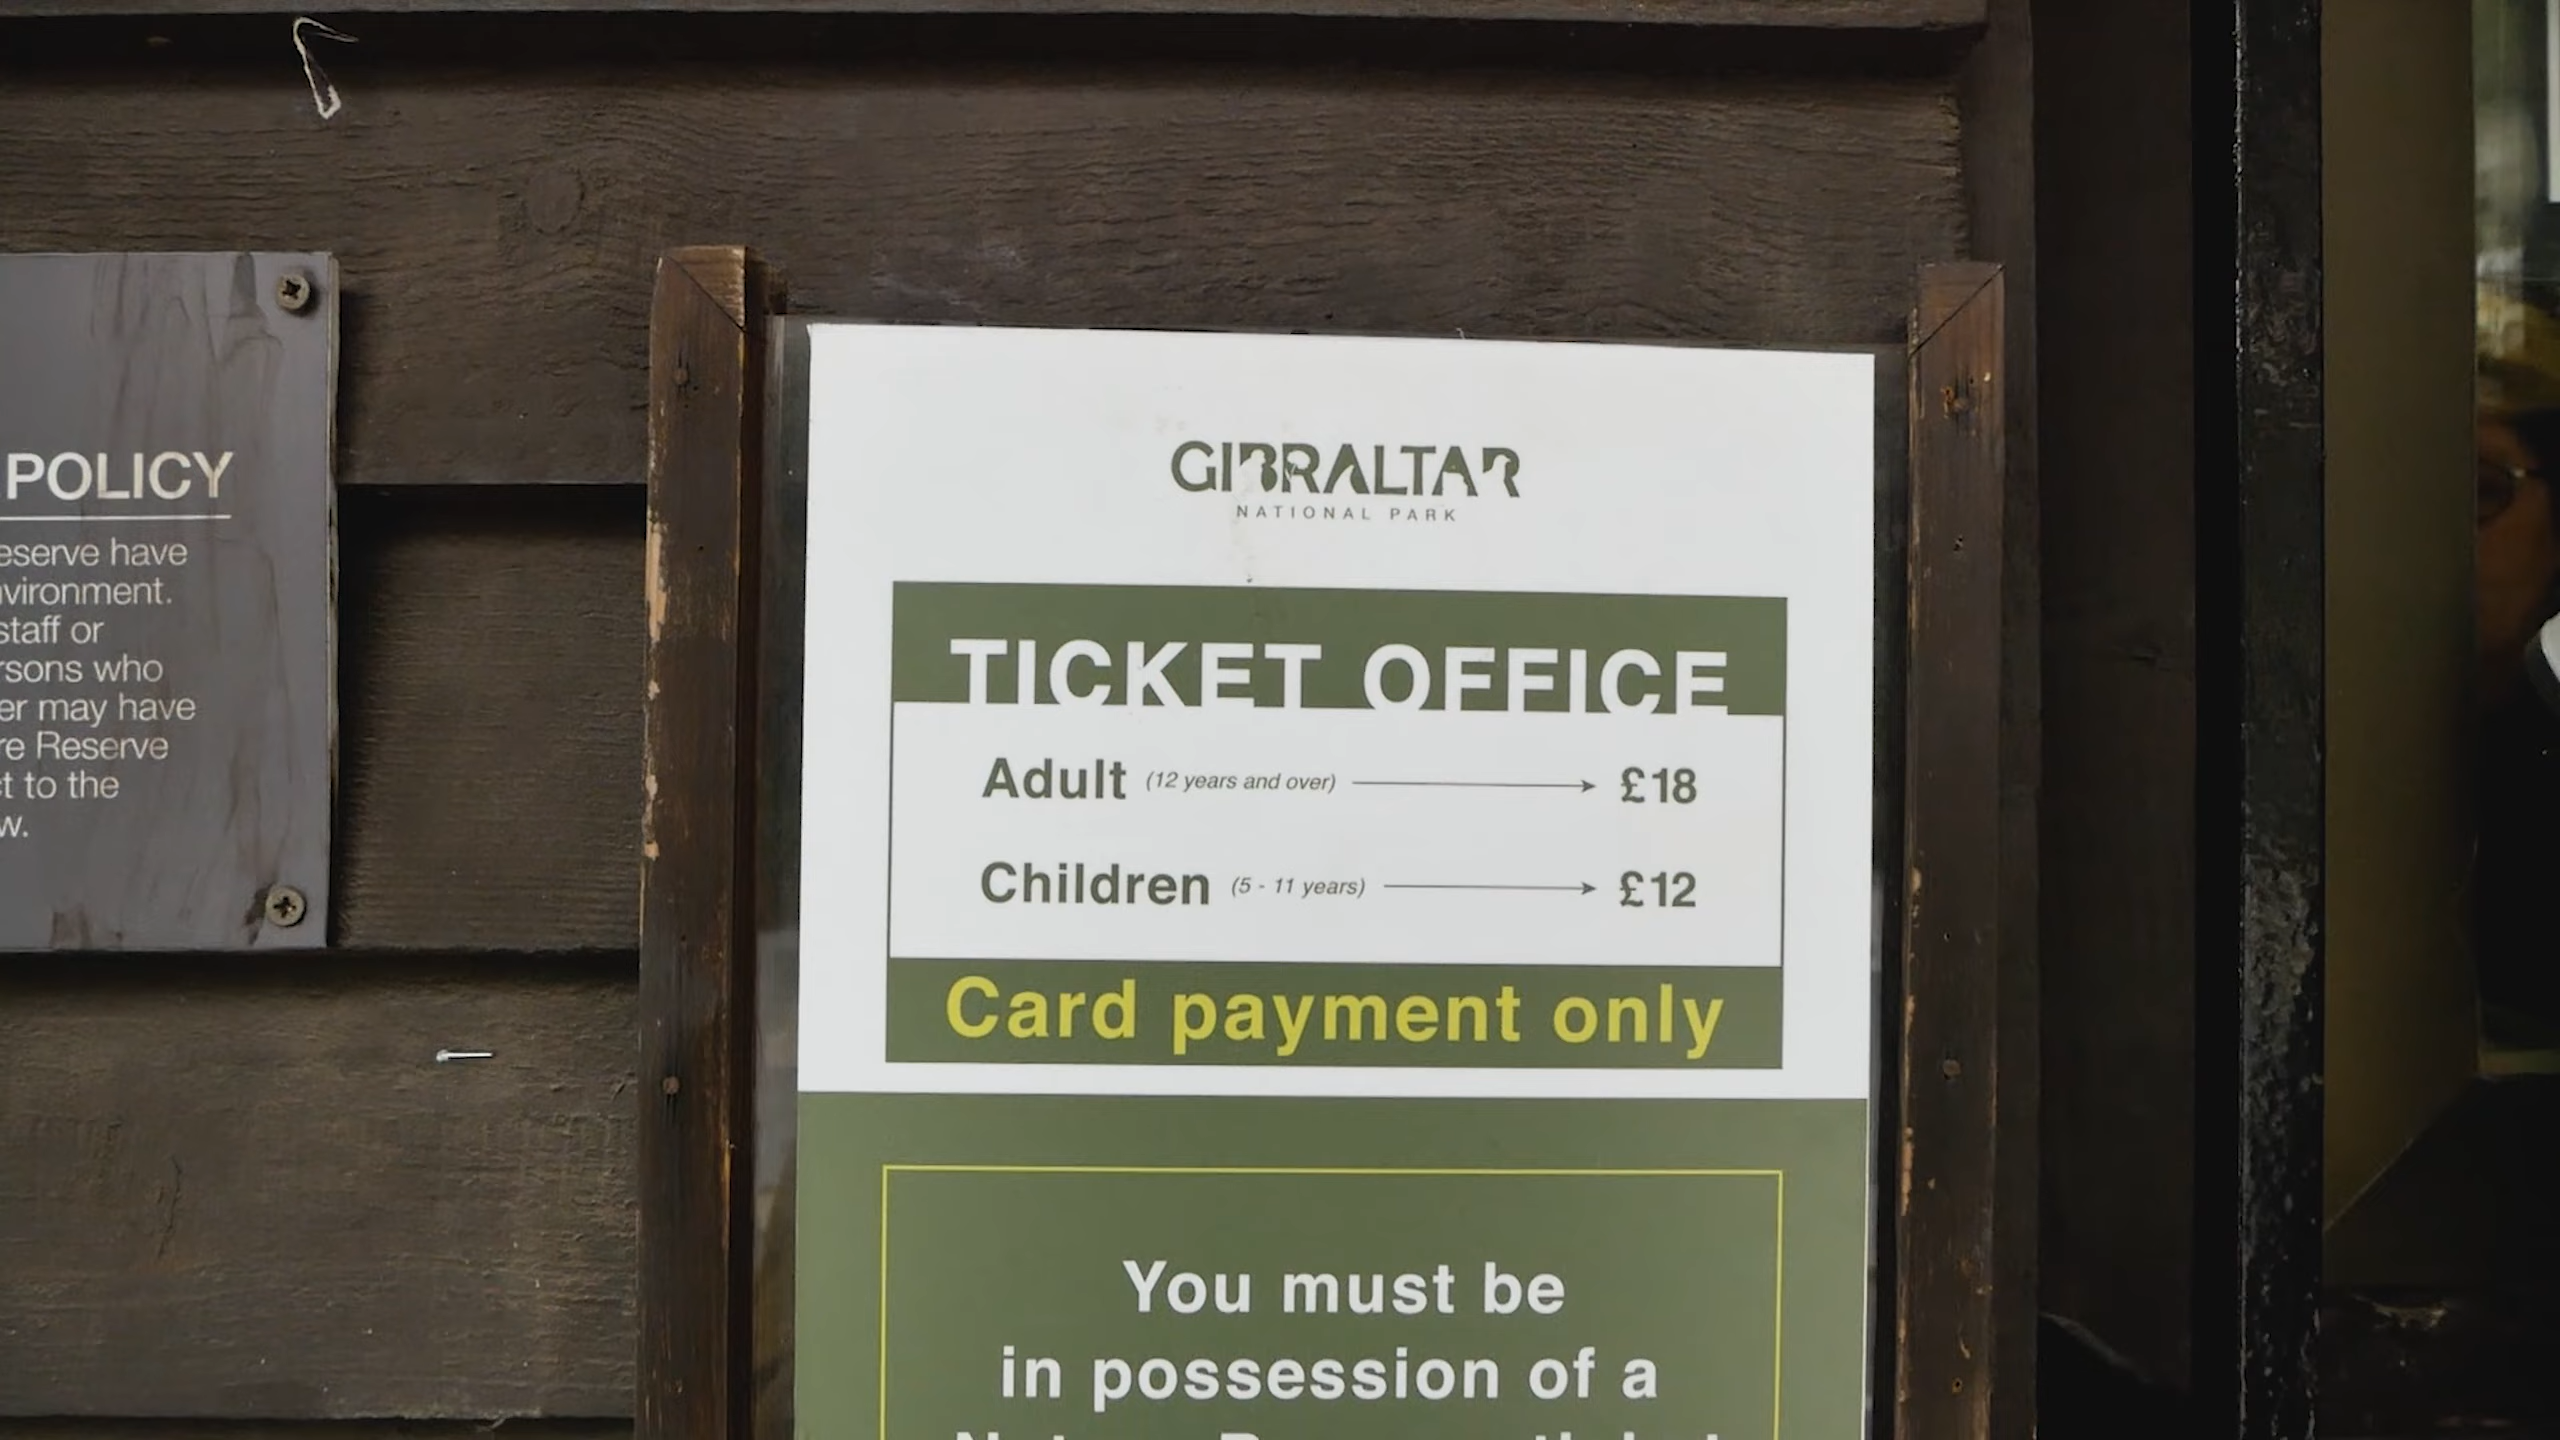 POLICY
eserve have
nvironment.
staff or
rsons who
er may have
re Reserve
ct to the
w.
GIBRALTAR
NATIONAL PARK
TICKET OFFICE
Adult (12 years and over) £18
Children (5 - 11 years) £12
Card payment only
You must be
in possession of a